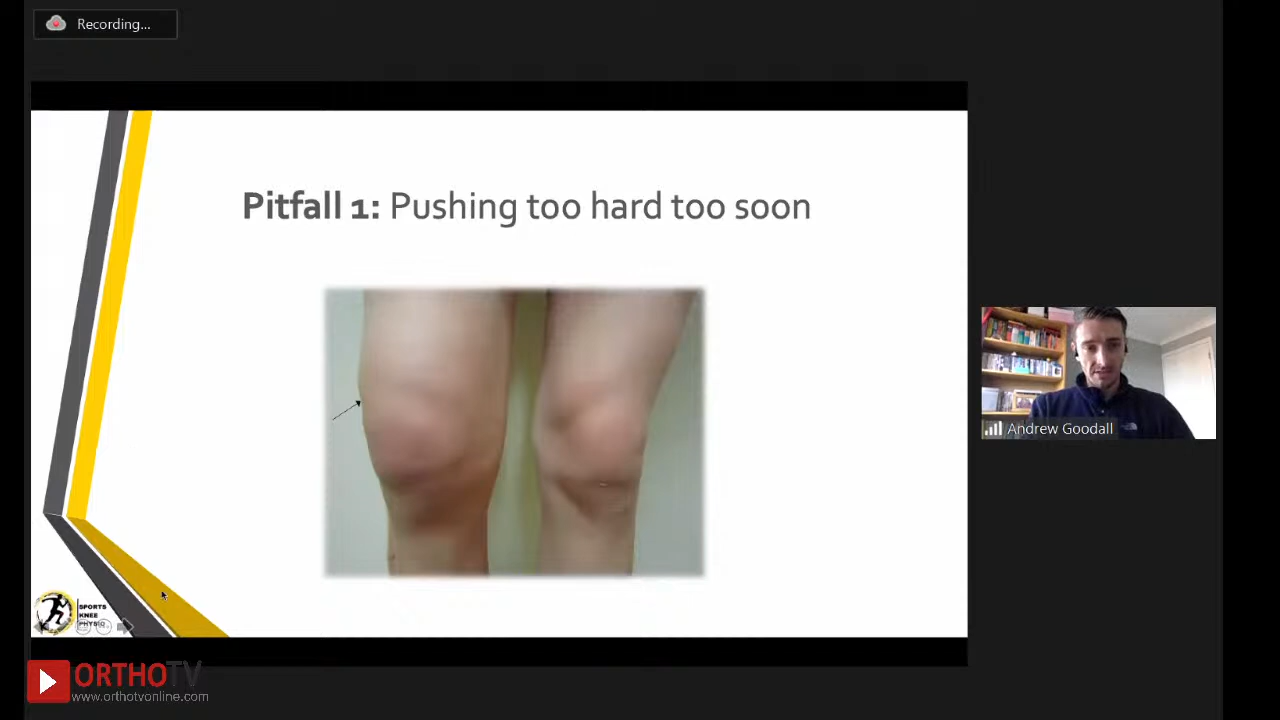 Recording...
Pitfall 1: Pushing too hard too soon
Andrew Goodall
SPORTS
KNEE
PHYSIO
ORTHOTV
www.orthotvonline.com